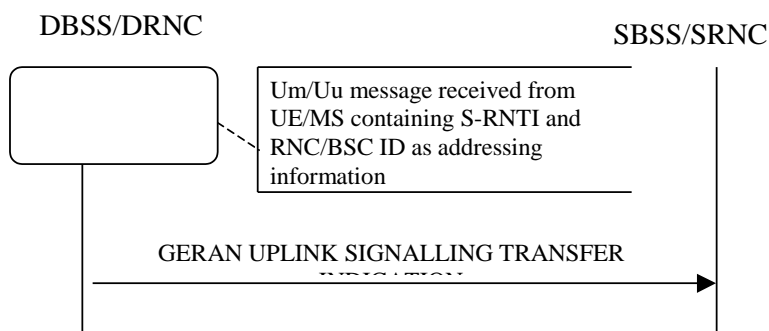 DBSS/DRNC
SBSS/SRNC
Um/Uu message received from
UE/MS containing S-RNTI and
RNC/BSC ID as addressing
information
GERAN UPLINK SIGNALLING TRANSFER
INDICATION